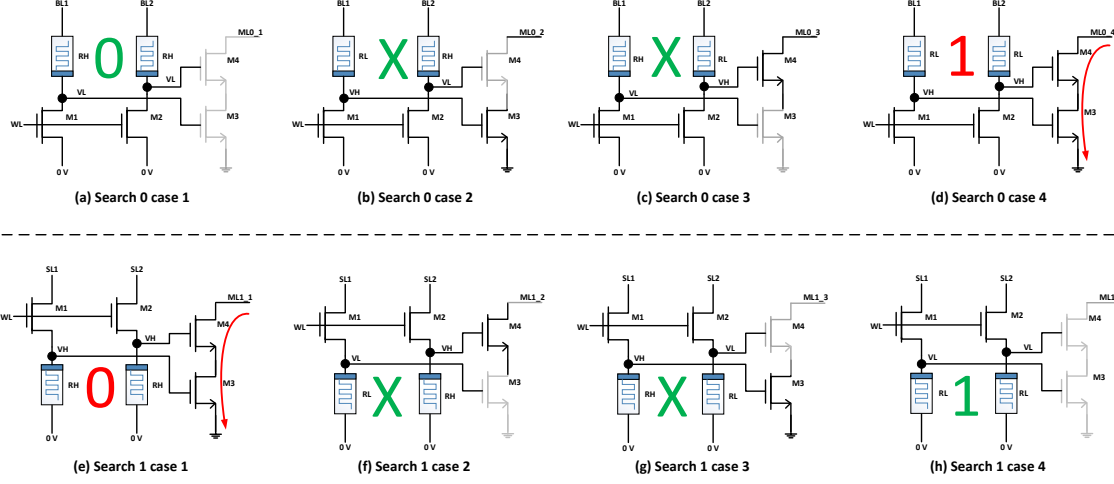 BL1 BL2 BL1 BL2 BL1 BL2 BL1 BL2
ML0_1 ML0_2 ML0_3 ML0_4
RH 0 RH M4 RL X RH M4 RH X RL M4 RL 1 RL M4
VL VL VH VL VL VH VH VH
WL M1 M2 M3 WL M1 M2 M3 WL M1 M2 M3 WL M1 M2 M3
0 V 0 V 0 V 0 V 0 V 0 V 0 V 0 V
(a) Search 0 case 1 (b) Search 0 case 2 (c) Search 0 case 3 (d) Search 0 case 4
SL1 SL2 SL1 SL2 SL1 SL2 SL1 SL2
ML1_1 ML1_2 ML1_3 ML1
WL M1 M2 M4 WL M1 M2 M4 WL M1 M2 M4 WL M1 M2 M4
VH VH VL VH VH VL VL VL
RH 0 RH M3 RL X RH M3 RH X RL M3 RL 1 RL M3
0 V 0 V 0 V 0 V 0 V 0 V 0 V 0 V
(e) Search 1 case 1 (f) Search 1 case 2 (g) Search 1 case 3 (h) Search 1 case 4